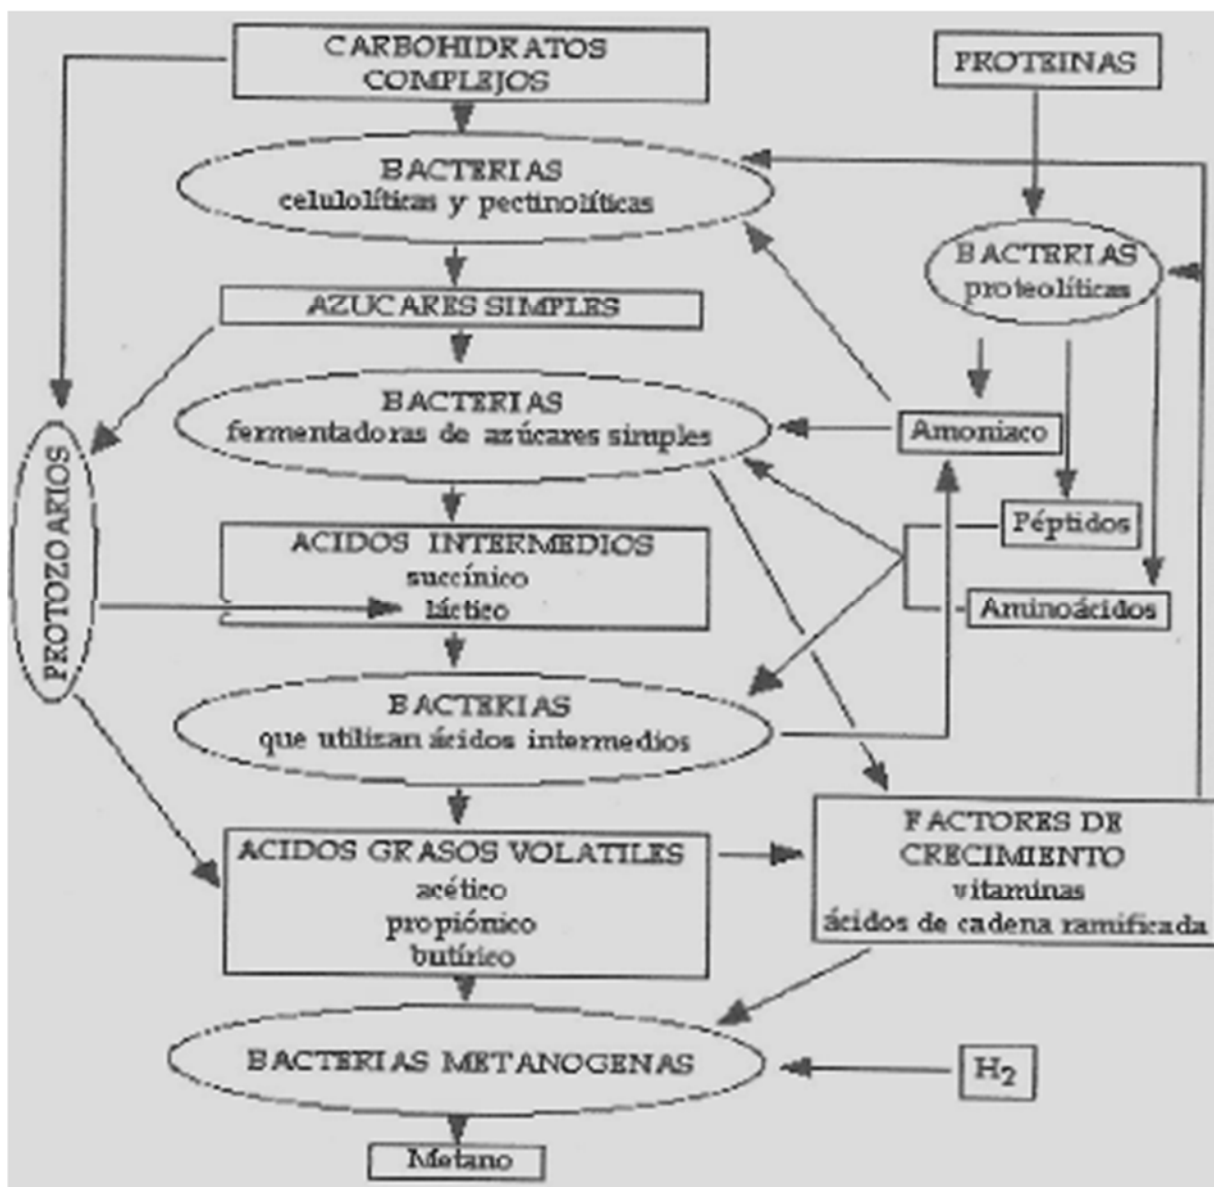 CARBOHIDRATOS
COMPLEJOS
PROTEINAS
BACTERIAS
celulolíticas y pectinolíticas
BACTERIAS
proteolíticas
AZUCARES SIMPLES
BACTERIAS
fermentadoras de azúcares simples
Amoniaco
PROTOZOARIOS
Péptidos
ACIDOS INTERMEDIOS
succínico
láctico
Aminoácidos
BACTERIAS
que utilizan ácidos intermedios
FACTORES DE
CRECIMIENTO
vitaminas
ácidos de cadena ramificada
ACIDOS GRASOS VOLATILES
acético
propiónico
butírico
BACTERIAS METANOGENAS
H2
Metano